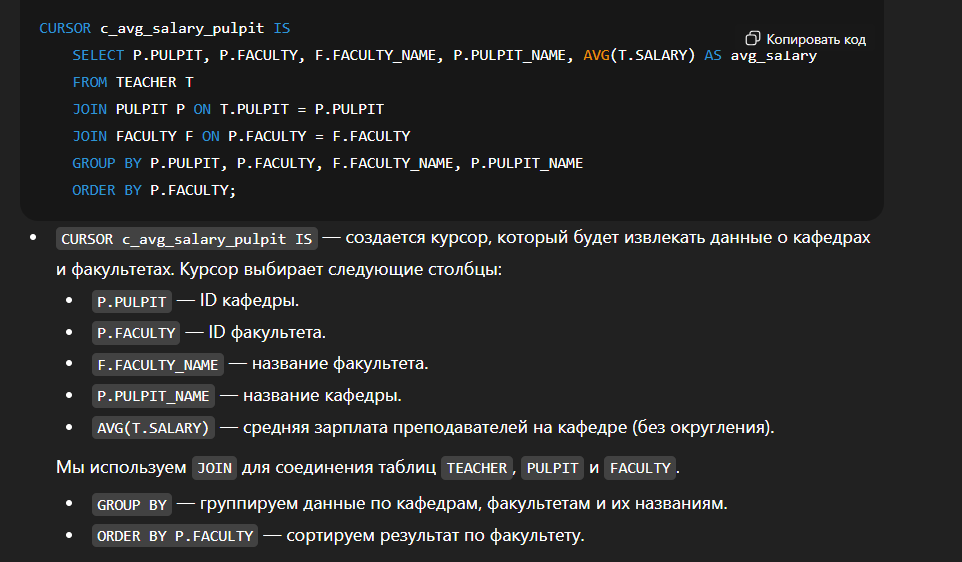 CURSOR c_avg_salary_pulpit IS
Копировать код
SELECT P.PULPIT, P.FACULTY, F.FACULTY_NAME, P.PULPIT_NAME, AVG(T.SALARY) AS avg_salary
FROM TEACHER T
JOIN PULPIT P ON T.PULPIT = P.PULPIT
JOIN FACULTY F ON P.FACULTY = F.FACULTY
GROUP BY P.PULPIT, P.FACULTY, F.FACULTY_NAME, P.PULPIT_NAME
ORDER BY P.FACULTY;
• CURSOR c_avg_salary_pulpit IS — создается курсор, который будет извлекать данные о кафедрах
и факультетах. Курсор выбирает следующие столбцы:
• P.PULPIT — ID кафедры.
• P.FACULTY — ID факультета.
• F.FACULTY_NAME — название факультета.
• P.PULPIT_NAME — название кафедры.
• AVG(T.SALARY) — средняя зарплата преподавателей на кафедре (без округления).
Мы используем JOIN для соединения таблиц TEACHER, PULPIT и FACULTY.
• GROUP BY — группируем данные по кафедрам, факультетам и их названиям.
• ORDER BY P.FACULTY — сортируем результат по факультету.